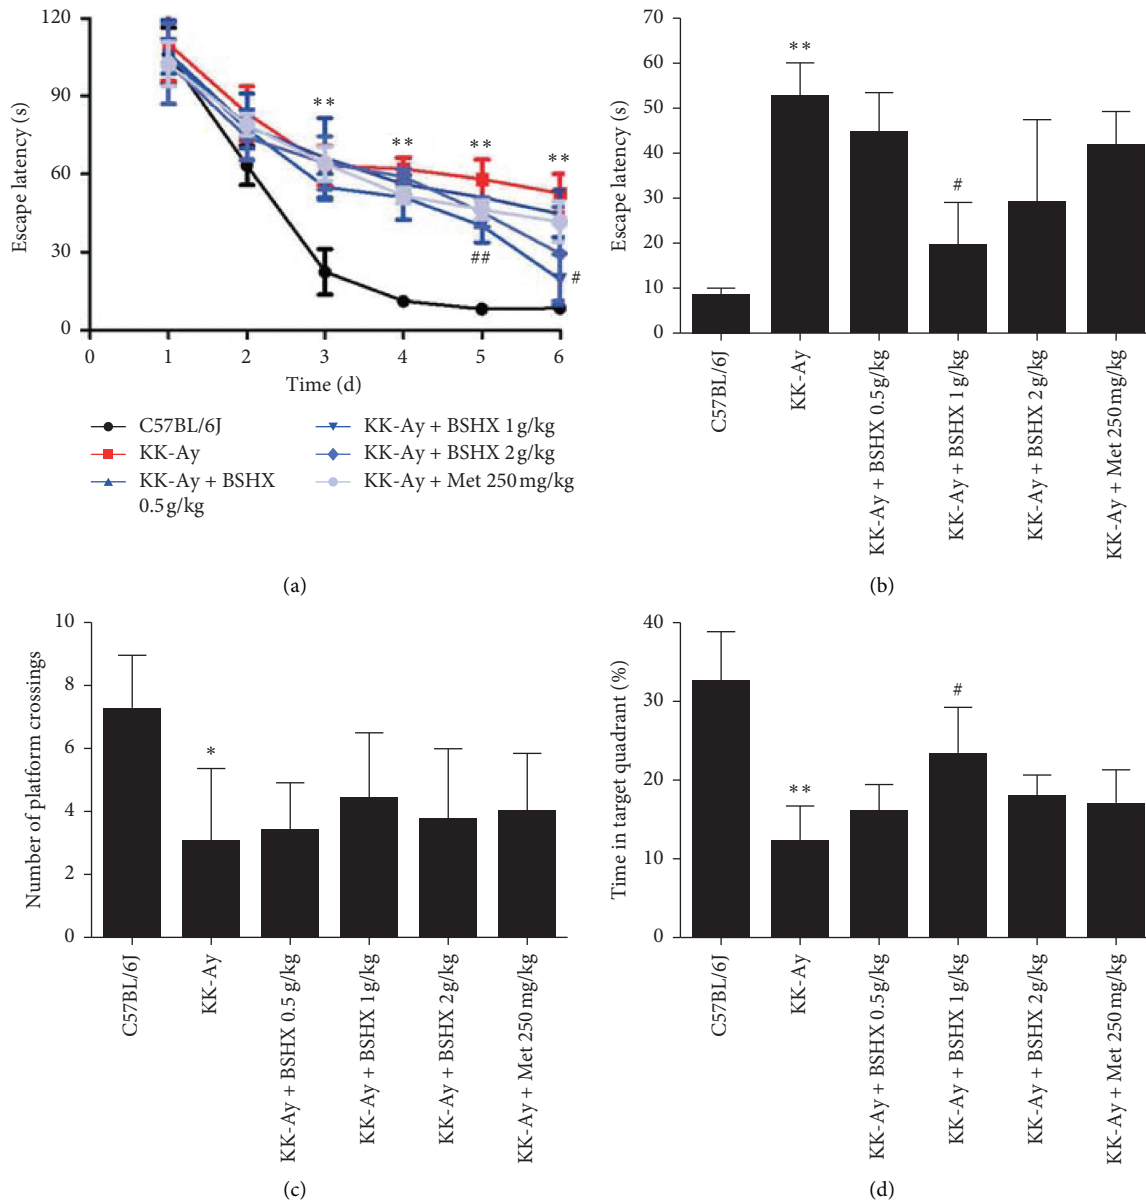 120
90
60
30
0
Escape latency (s)
**
**
**
**
##
#
0
1
2
3
4
5
6
Time (d)
C57BL/6J
KK-Ay
KK-Ay + BSHX
0.5 g/kg
KK-Ay + BSHX 1 g/kg
KK-Ay + BSHX 2 g/kg
KK-Ay + Met 250 mg/kg
(a)
70
60
50
40
30
20
10
0
Escape latency (s)
**
#
C57BL/6J
KK-Ay
KK-Ay + BSHX 0.5 g/kg
KK-Ay + BSHX 1 g/kg
KK-Ay + BSHX 2 g/kg
KK-Ay + Met 250 mg/kg
(b)
10
8
6
4
2
0
Number of platform crossings
*
C57BL/6J
KK-Ay
KK-Ay + BSHX 0.5 g/kg
KK-Ay + BSHX 1 g/kg
KK-Ay + BSHX 2 g/kg
KK-Ay + Met 250 mg/kg
(c)
40
30
20
10
0
Time in target quadrant (%)
**
#
C57BL/6J
KK-Ay
KK-Ay + BSHX 0.5 g/kg
KK-Ay + BSHX 1 g/kg
KK-Ay + BSHX 2 g/kg
KK-Ay + Met 250 mg/kg
(d)